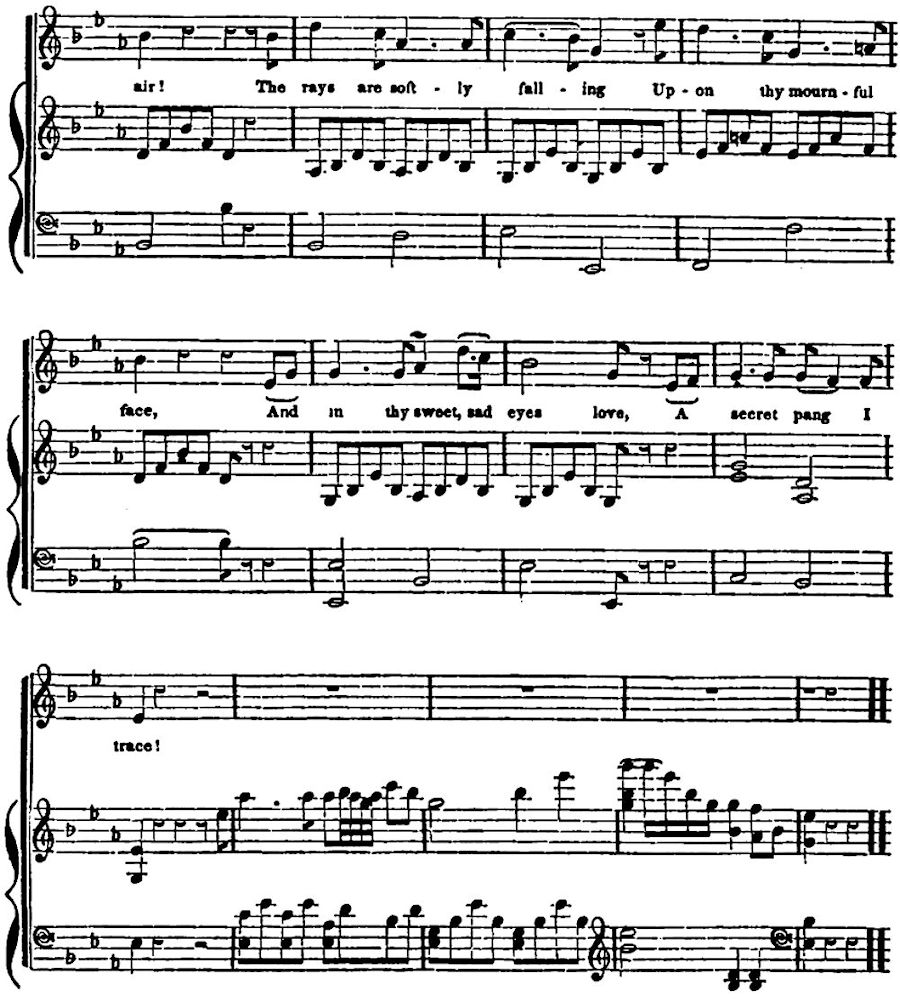 air! The rays are soft - ly fall - ing Up - on thy mourn - ful
face, And in thy sweet, sad eyes love, A secret pang I
trace!